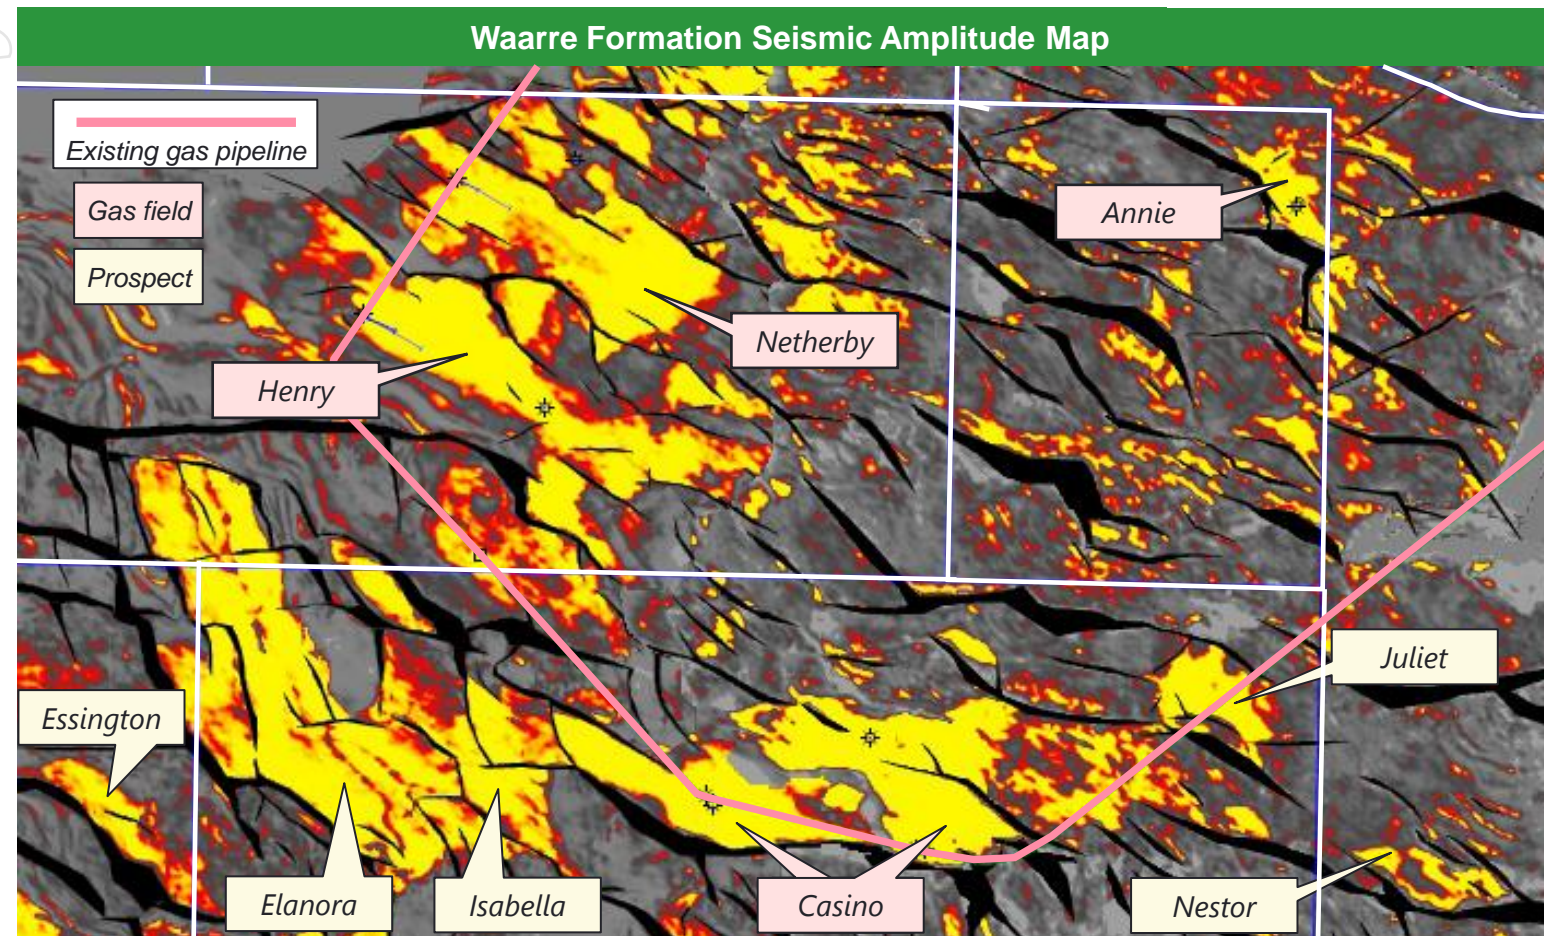 Waarre Formation Seismic Amplitude Map
Existing gas pipeline
Gas field
Prospect
Annie
Netherby
Henry
Juliet
Essington
Elanora
Isabella
Casino
Nestor